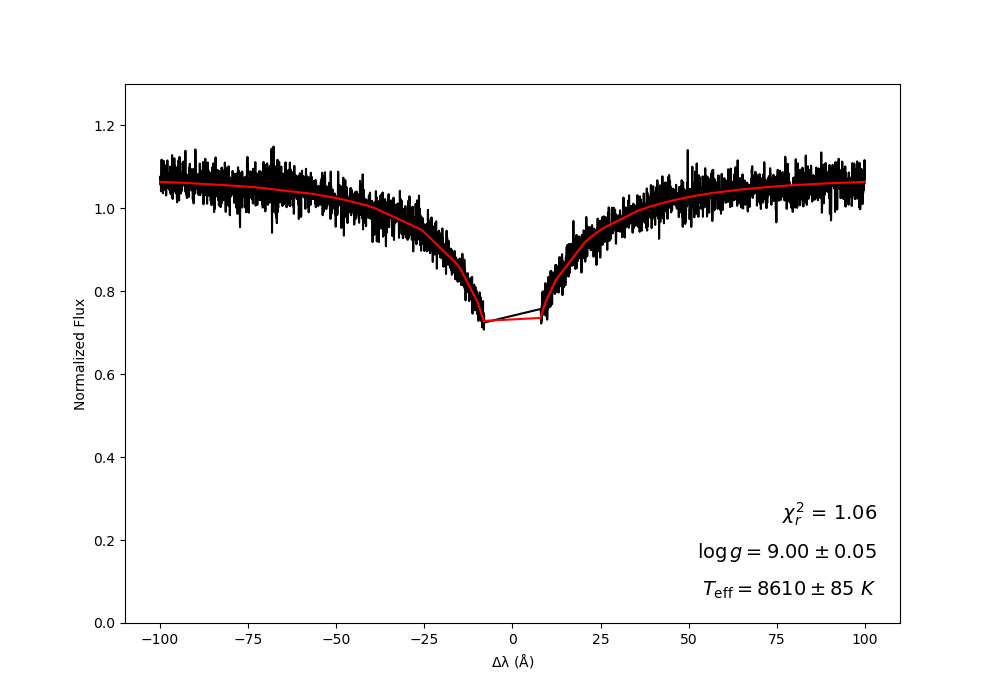 1.2
1.0
0.8
0.6
0.4
0.2
0.0
Normalized Flux
χ²ᵣ = 1.06
log g = 9.00 ± 0.05
T_eff = 8610 ± 85 K
−100 −75 −50 −25 0 25 50 75 100
Δλ (Å)